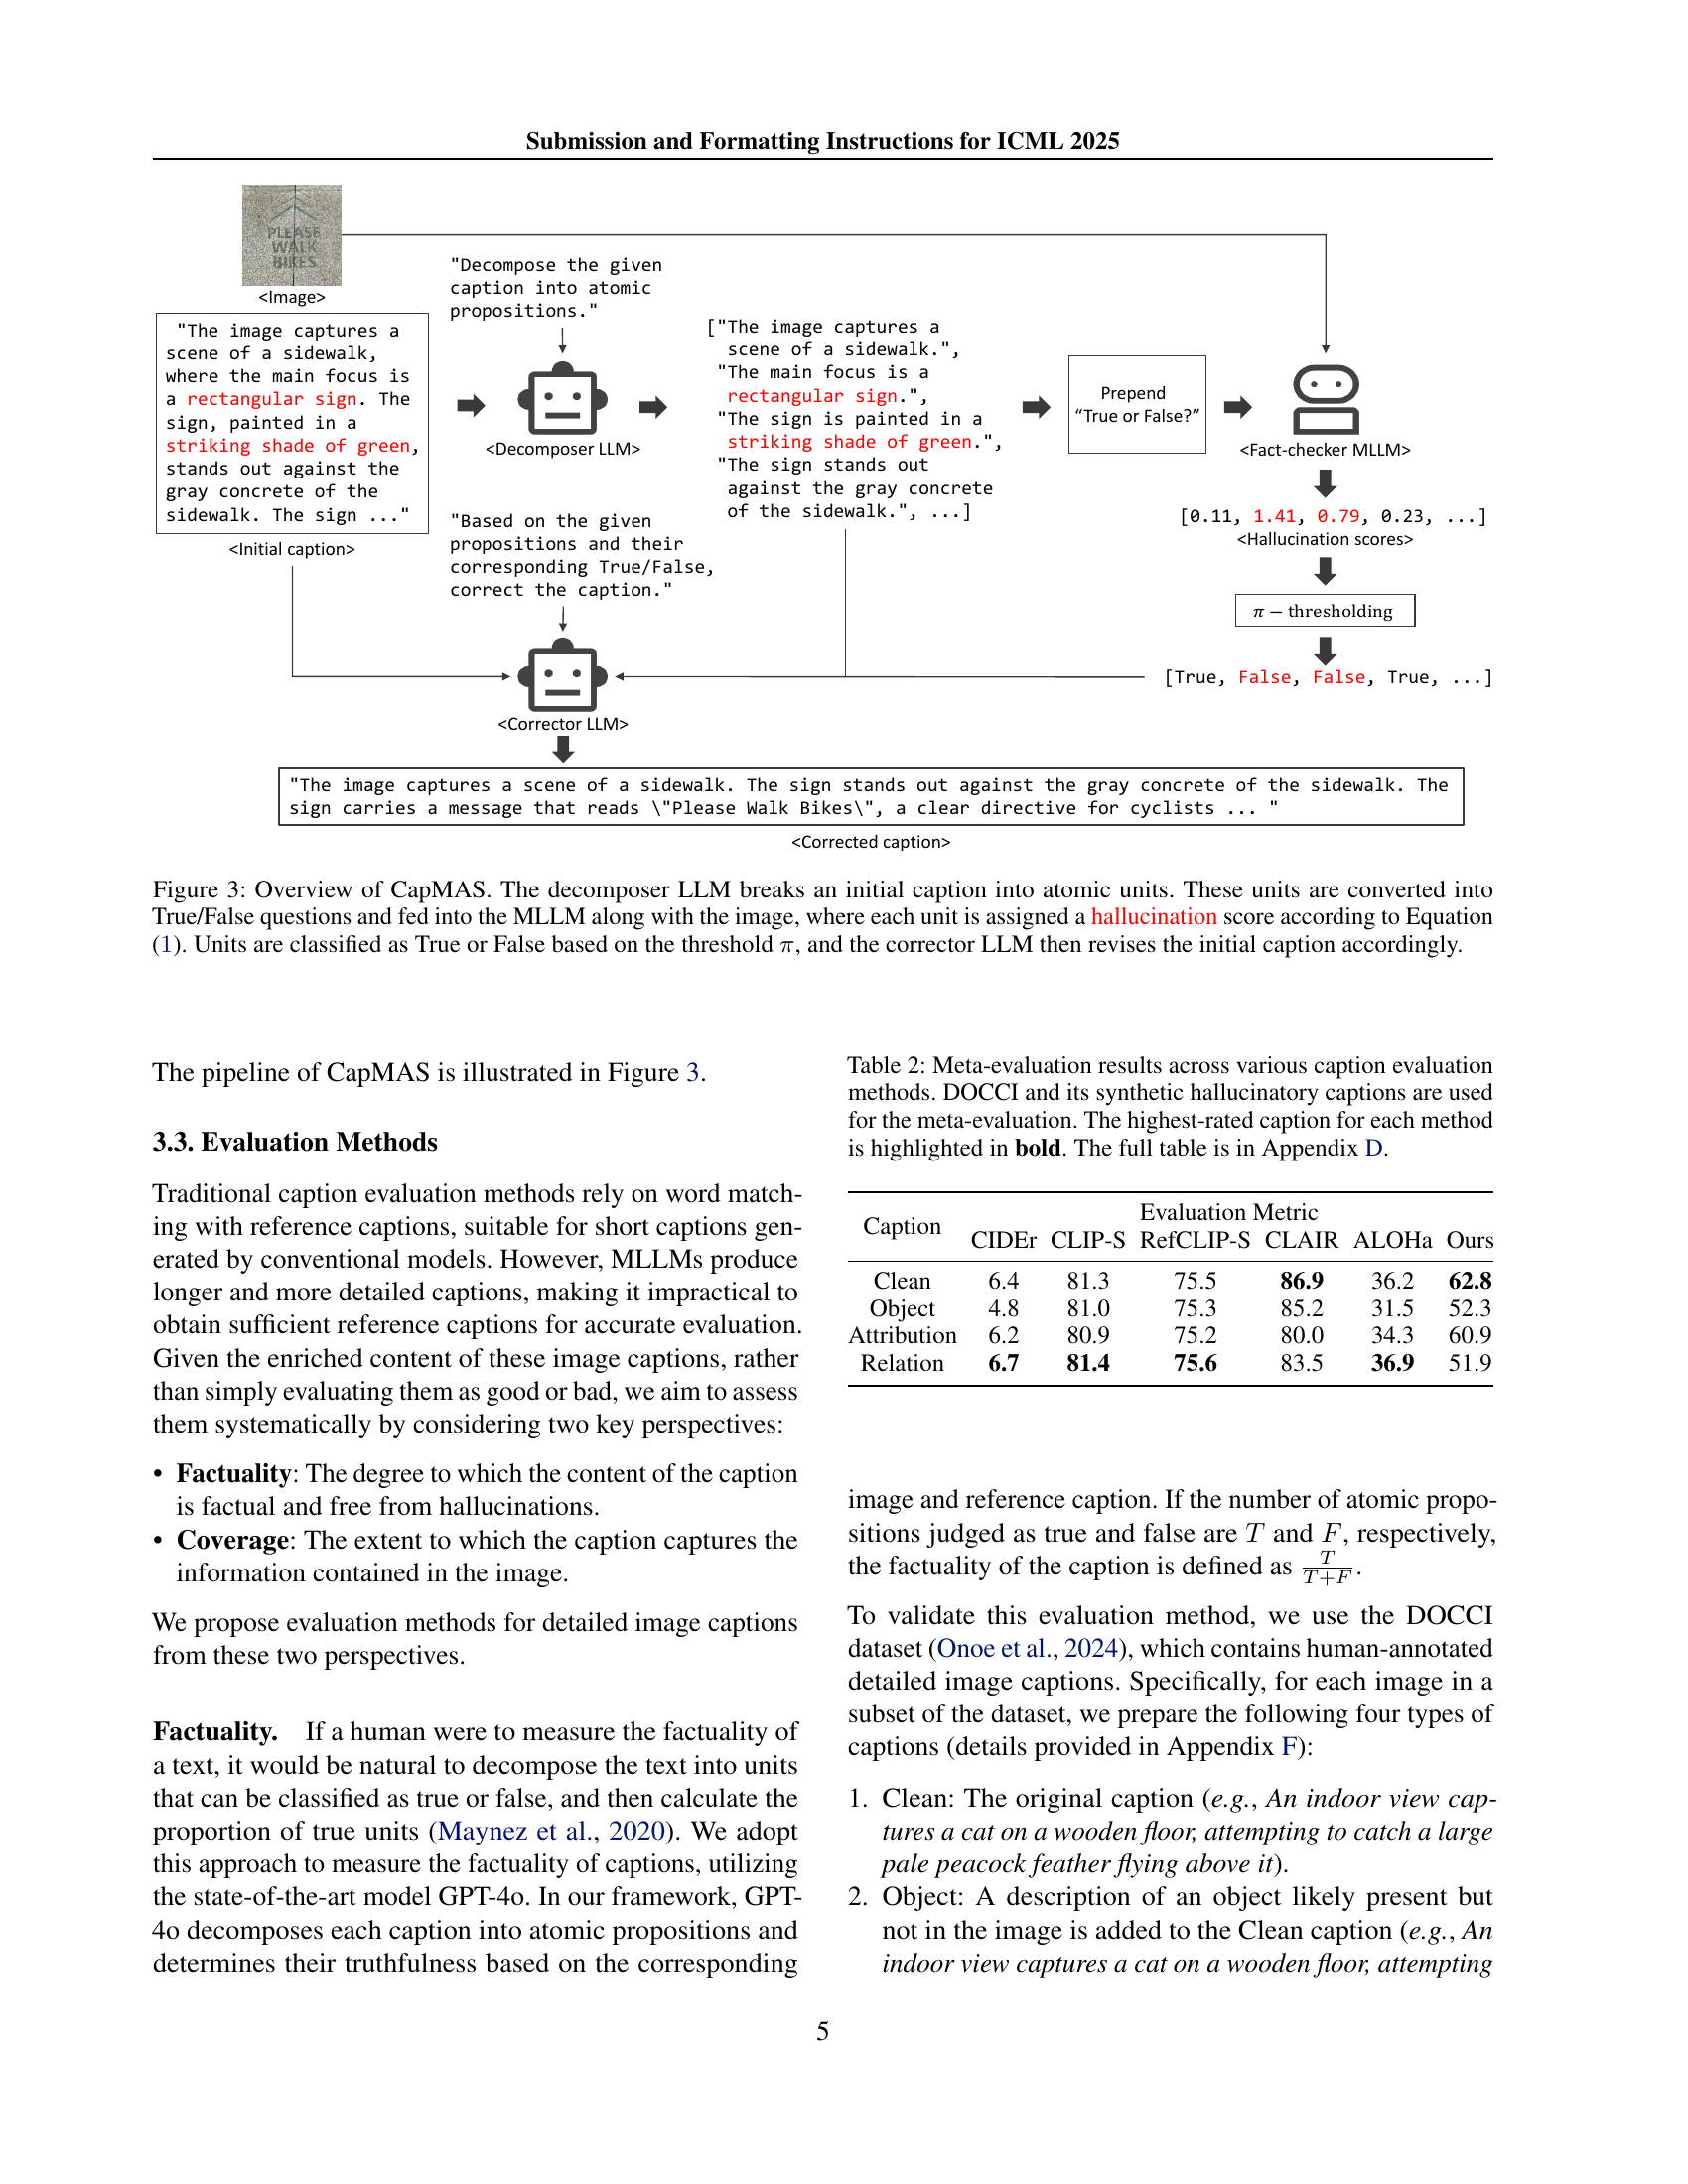 Submission and Formatting Instructions for ICML 2025
PLEASE
WALK
BIKES
<Image>
"The image captures a
scene of a sidewalk,
where the main focus is
a rectangular sign. The
sign, painted in a
striking shade of green,
stands out against the
gray concrete of the
sidewalk. The sign ..."
<Initial caption>
"Decompose the given
caption into atomic
propositions."
<Decomposer LLM>
["The image captures a
scene of a sidewalk.",
"The main focus is a
rectangular sign.",
"The sign is painted in a
striking shade of green.",
"The sign stands out
against the gray concrete
of the sidewalk.", ...]
Prepend
“True or False?”
<Fact-checker MLLM>
[0.11, 1.41, 0.79, 0.23, ...]
<Hallucination scores>
π − thresholding
[True, False, False, True, ...]
"Based on the given
propositions and their
corresponding True/False,
correct the caption."
<Corrector LLM>
"The image captures a scene of a sidewalk. The sign stands out against the gray concrete of the sidewalk. The
sign carries a message that reads \"Please Walk Bikes\", a clear directive for cyclists ... "
<Corrected caption>
Figure 3: Overview of CapMAS. The decomposer LLM breaks an initial caption into atomic units. These units are converted into
True/False questions and fed into the MLLM along with the image, where each unit is assigned a hallucination score according to Equation
(1). Units are classified as True or False based on the threshold π, and the corrector LLM then revises the initial caption accordingly.
The pipeline of CapMAS is illustrated in Figure 3.
3.3. Evaluation Methods
Traditional caption evaluation methods rely on word match-
ing with reference captions, suitable for short captions gen-
erated by conventional models. However, MLLMs produce
longer and more detailed captions, making it impractical to
obtain sufficient reference captions for accurate evaluation.
Given the enriched content of these image captions, rather
than simply evaluating them as good or bad, we aim to assess
them systematically by considering two key perspectives:
• Factuality: The degree to which the content of the caption
is factual and free from hallucinations.
• Coverage: The extent to which the caption captures the
information contained in the image.
We propose evaluation methods for detailed image captions
from these two perspectives.
Factuality. If a human were to measure the factuality of
a text, it would be natural to decompose the text into units
that can be classified as true or false, and then calculate the
proportion of true units (Maynez et al., 2020). We adopt
this approach to measure the factuality of captions, utilizing
the state-of-the-art model GPT-4o. In our framework, GPT-
4o decomposes each caption into atomic propositions and
determines their truthfulness based on the corresponding
Table 2: Meta-evaluation results across various caption evaluation
methods. DOCCI and its synthetic hallucinatory captions are used
for the meta-evaluation. The highest-rated caption for each method
is highlighted in bold. The full table is in Appendix D.
Caption Evaluation Metric
CIDEr CLIP-S RefCLIP-S CLAIR ALOHa Ours
Clean 6.4 81.3 75.5 86.9 36.2 62.8
Object 4.8 81.0 75.3 85.2 31.5 52.3
Attribution 6.2 80.9 75.2 80.0 34.3 60.9
Relation 6.7 81.4 75.6 83.5 36.9 51.9
image and reference caption. If the number of atomic propo-
sitions judged as true and false are T and F, respectively,
the factuality of the caption is defined as T/(T+F).
To validate this evaluation method, we use the DOCCI
dataset (Onoe et al., 2024), which contains human-annotated
detailed image captions. Specifically, for each image in a
subset of the dataset, we prepare the following four types of
captions (details provided in Appendix F):
1. Clean: The original caption (e.g., An indoor view cap-
tures a cat on a wooden floor, attempting to catch a large
pale peacock feather flying above it).
2. Object: A description of an object likely present but
not in the image is added to the Clean caption (e.g., An
indoor view captures a cat on a wooden floor, attempting
5